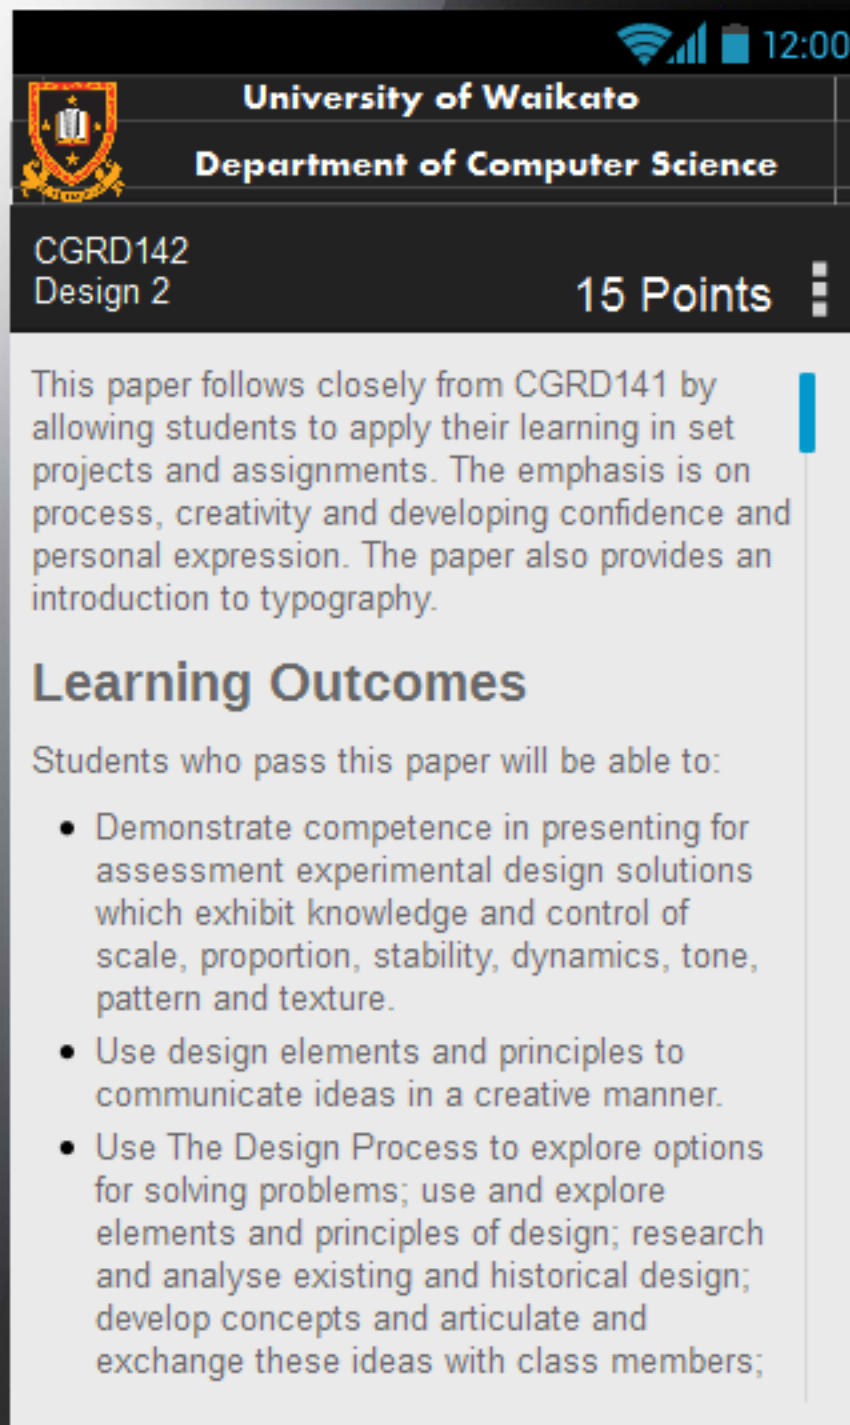 12:00
University of Waikato
Department of Computer Science
CGRD142
Design 2
15 Points
This paper follows closely from CGRD141 by
allowing students to apply their learning in set
projects and assignments. The emphasis is on
process, creativity and developing confidence and
personal expression. The paper also provides an
introduction to typography.
Learning Outcomes
Students who pass this paper will be able to:
• Demonstrate competence in presenting for
assessment experimental design solutions
which exhibit knowledge and control of
scale, proportion, stability, dynamics, tone,
pattern and texture.
• Use design elements and principles to
communicate ideas in a creative manner.
• Use The Design Process to explore options
for solving problems; use and explore
elements and principles of design; research
and analyse existing and historical design;
develop concepts and articulate and
exchange these ideas with class members;